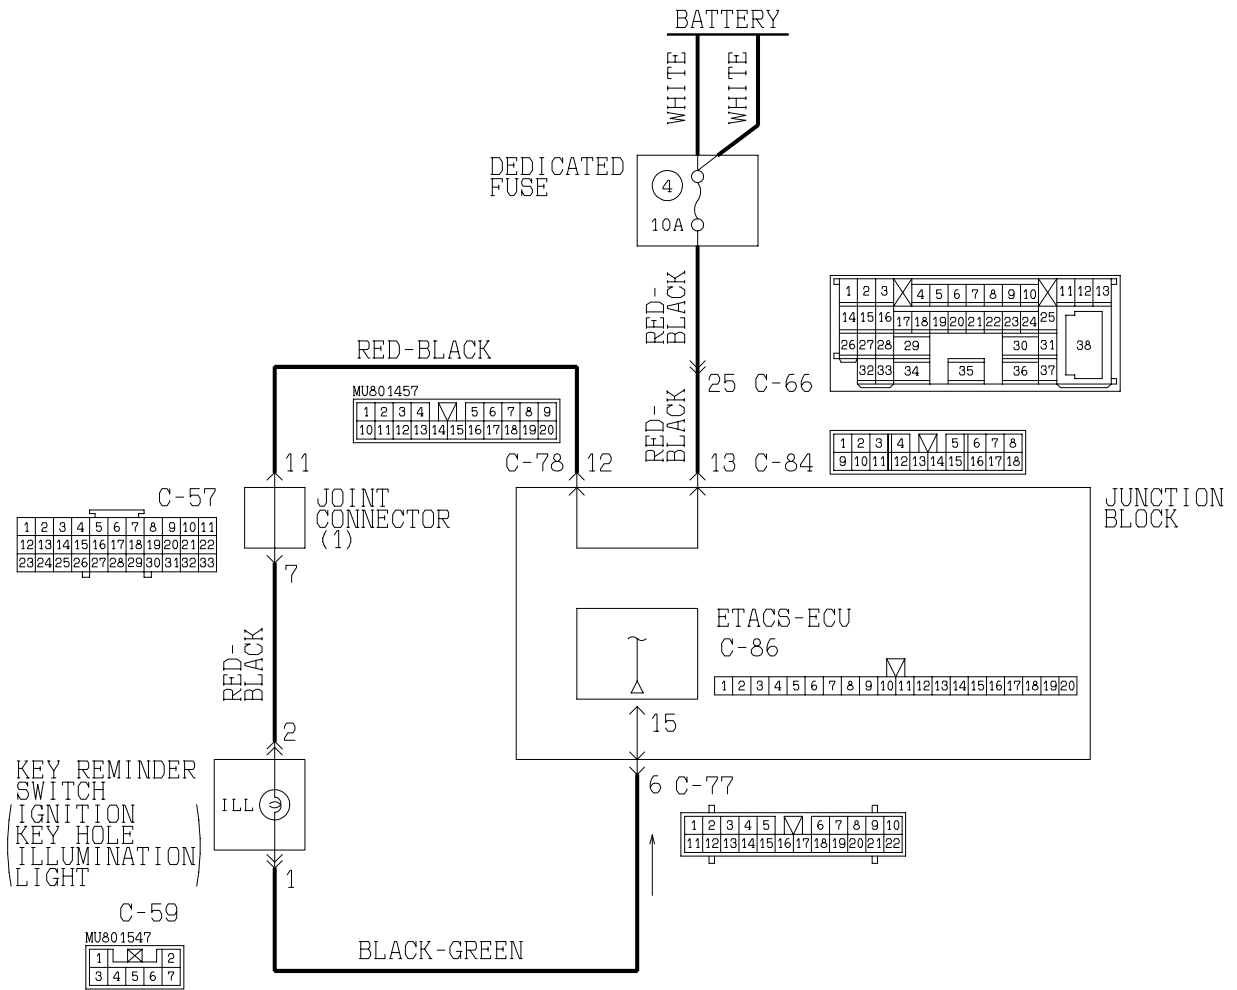 BATTERY
WHITE
WHITE
DEDICATED
FUSE
4
10A
RED-
BLACK
25 C-66
1 2 3 4 5 6 7 8 9 10 11 12 13
14 15 16 17 18 19 20 21 22 23 24 25
26 27 28 29 30 31 38
32 33 34 35 36 37
RED-
BLACK
13 C-84
1 2 3 4 5 6 7 8
9 10 11 12 13 14 15 16 17 18
RED-BLACK
MU801457
1 2 3 4 5 6 7 8 9
10 11 12 13 14 15 16 17 18 19 20
C-78 12
11
C-57
1 2 3 4 5 6 7 8 9 10 11
12 13 14 15 16 17 18 19 20 21 22
23 24 25 26 27 28 29 30 31 32 33
JOINT
CONNECTOR
(1)
7
JUNCTION
BLOCK
ETACS-ECU
C-86
1 2 3 4 5 6 7 8 9 10 11 12 13 14 15 16 17 18 19 20
15
RED-
BLACK
2
KEY REMINDER
SWITCH
(IGNITION
KEY HOLE
ILLUMINATION
LIGHT)
ILL
1
6 C-77
1 2 3 4 5 6 7 8 9 10
11 12 13 14 15 16 17 18 19 20 21 22
C-59
MU801547
1 2
3 4 5 6 7
BLACK-GREEN